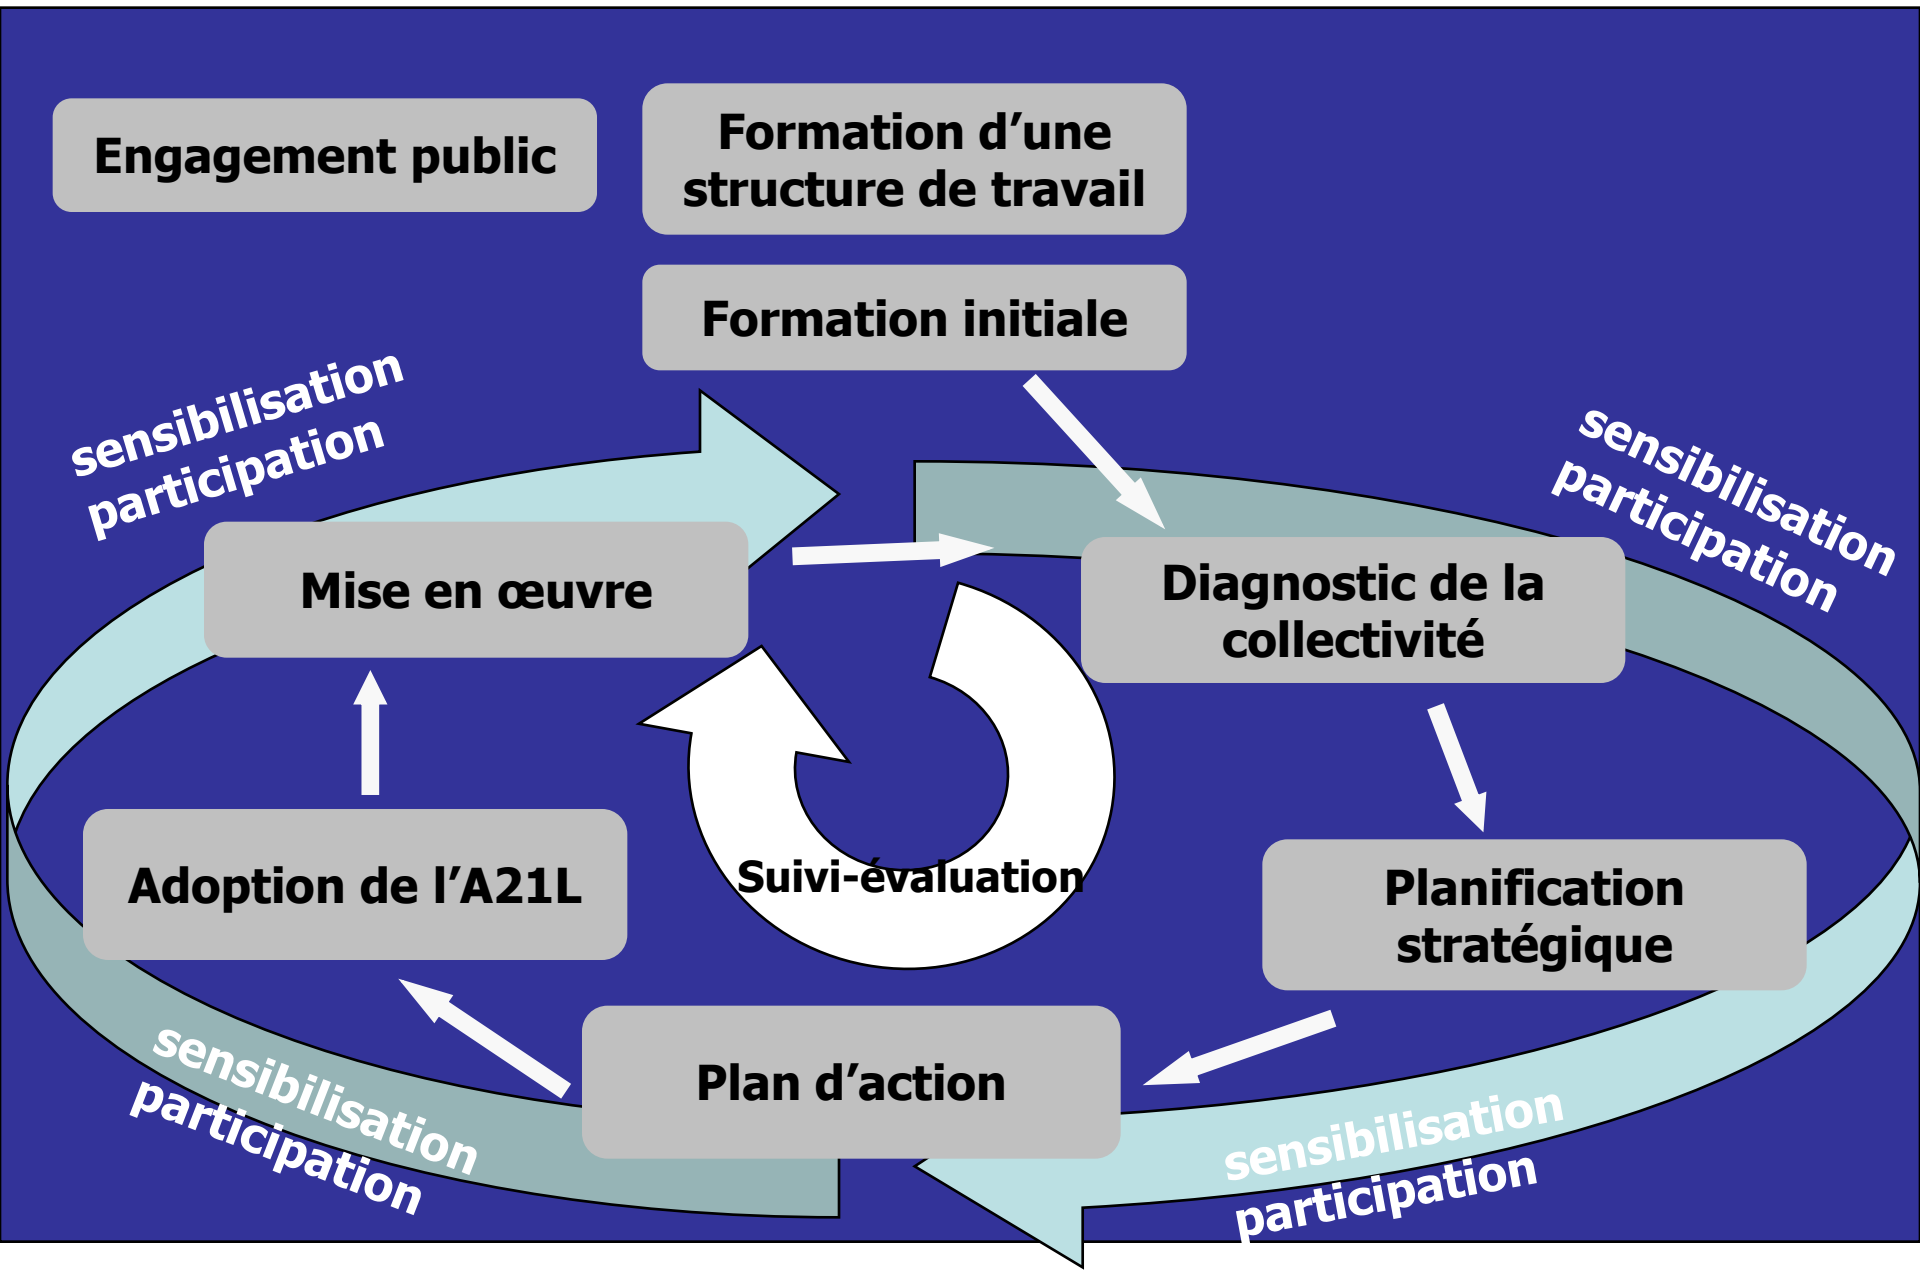 Engagement public
Formation d’une
structure de travail
Formation initiale
sensibilisation
participation
sensibilisation
participation
Mise en œuvre
Diagnostic de la
collectivité
Adoption de l’A21L
Suivi-évaluation
Planification
stratégique
Plan d’action
sensibilisation
participation
sensibilisation
participation